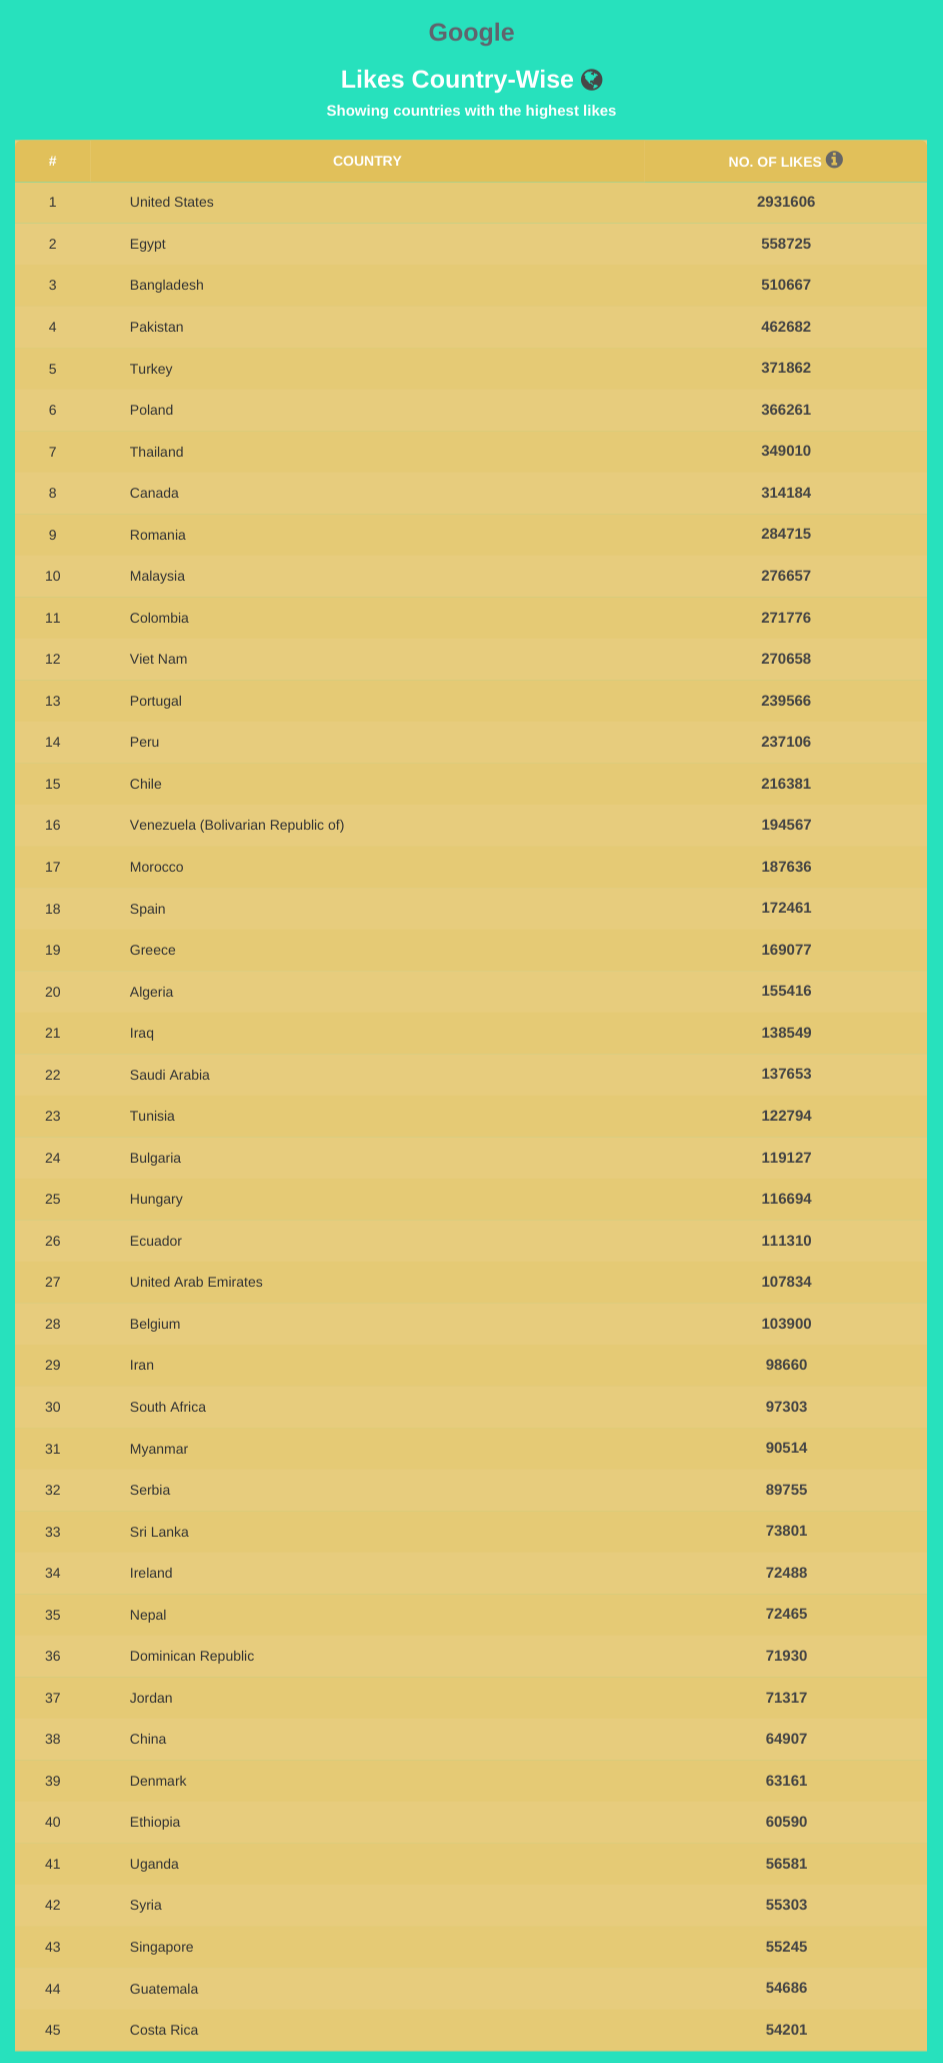 Google
Likes Country-Wise
Showing countries with the highest likes
# COUNTRY NO. OF LIKES
1 United States 2931606
2 Egypt 558725
3 Bangladesh 510667
4 Pakistan 462682
5 Turkey 371862
6 Poland 366261
7 Thailand 349010
8 Canada 314184
9 Romania 284715
10 Malaysia 276657
11 Colombia 271776
12 Viet Nam 270658
13 Portugal 239566
14 Peru 237106
15 Chile 216381
16 Venezuela (Bolivarian Republic of) 194567
17 Morocco 187636
18 Spain 172461
19 Greece 169077
20 Algeria 155416
21 Iraq 138549
22 Saudi Arabia 137653
23 Tunisia 122794
24 Bulgaria 119127
25 Hungary 116694
26 Ecuador 111310
27 United Arab Emirates 107834
28 Belgium 103900
29 Iran 98660
30 South Africa 97303
31 Myanmar 90514
32 Serbia 89755
33 Sri Lanka 73801
34 Ireland 72488
35 Nepal 72465
36 Dominican Republic 71930
37 Jordan 71317
38 China 64907
39 Denmark 63161
40 Ethiopia 60590
41 Uganda 56581
42 Syria 55303
43 Singapore 55245
44 Guatemala 54686
45 Costa Rica 54201